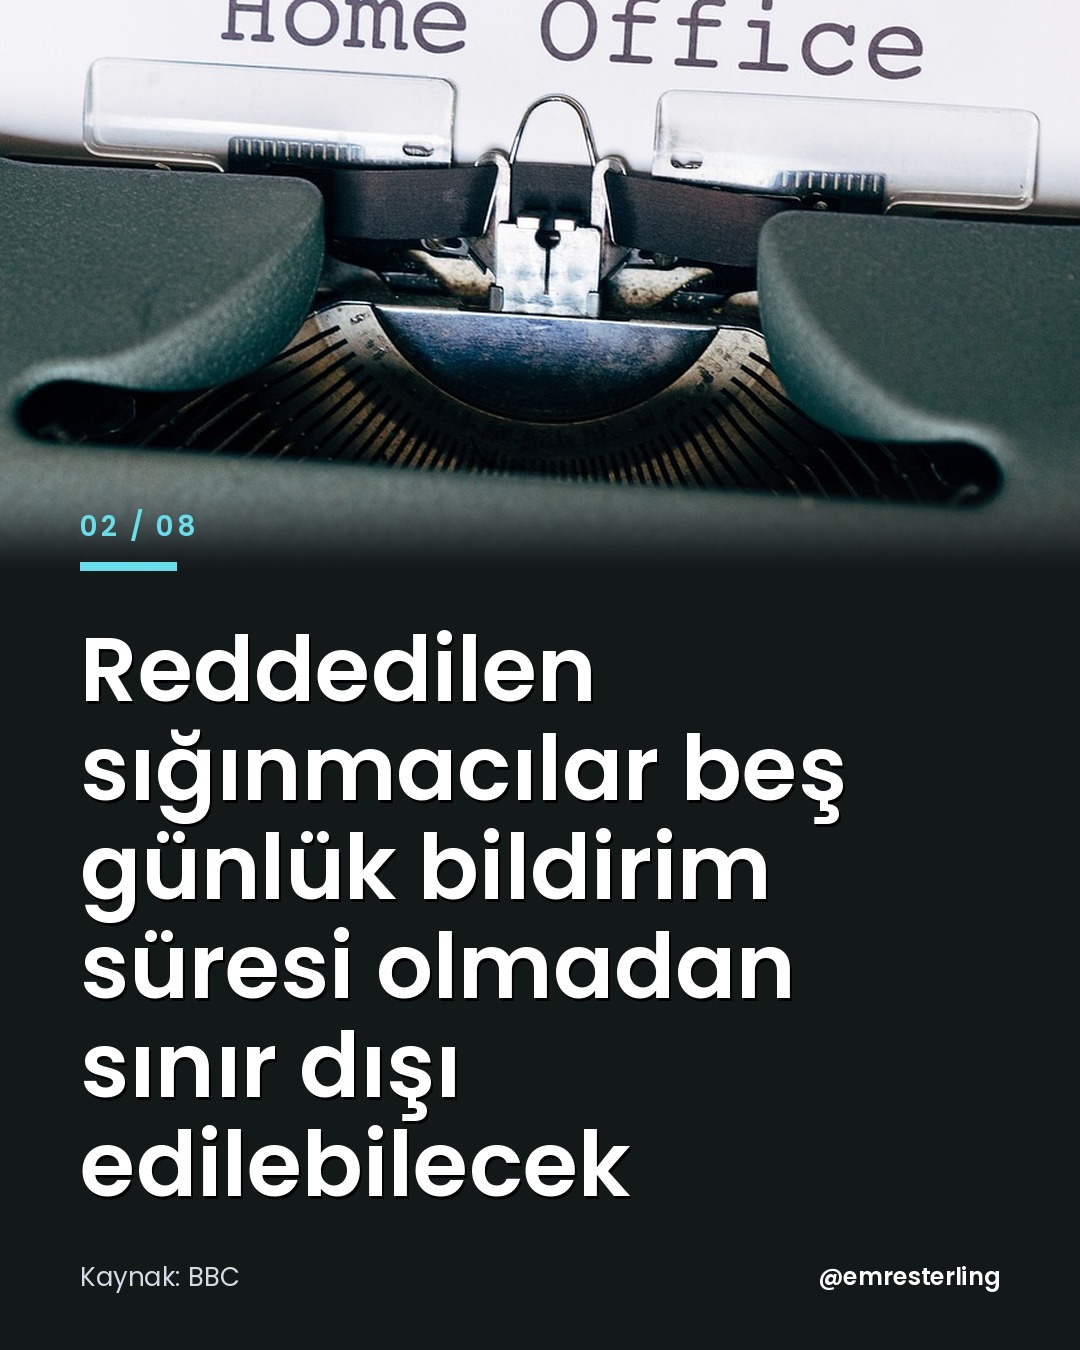 Home Office
02 / 08
Reddedilen
sığınmacılar beş
günlük bildirim
süresi olmadan
sınır dışı
edilebilecek
Kaynak: BBC
@emresterling